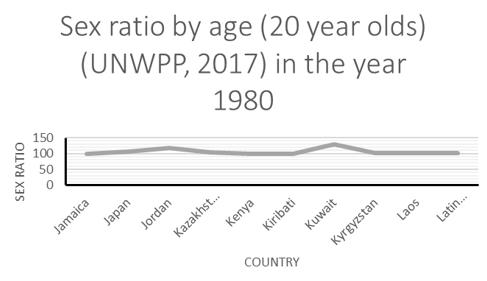 Sex ratio by age (20 year olds)
(UNWPP, 2017) in the year
1980
150
100
50
0
SEX RATIO
Jamaica
Japan
Jordan
Kazakhst...
Kenya
Kiribati
Kuwait
Kyrgyzstan
Laos
Latin...
COUNTRY